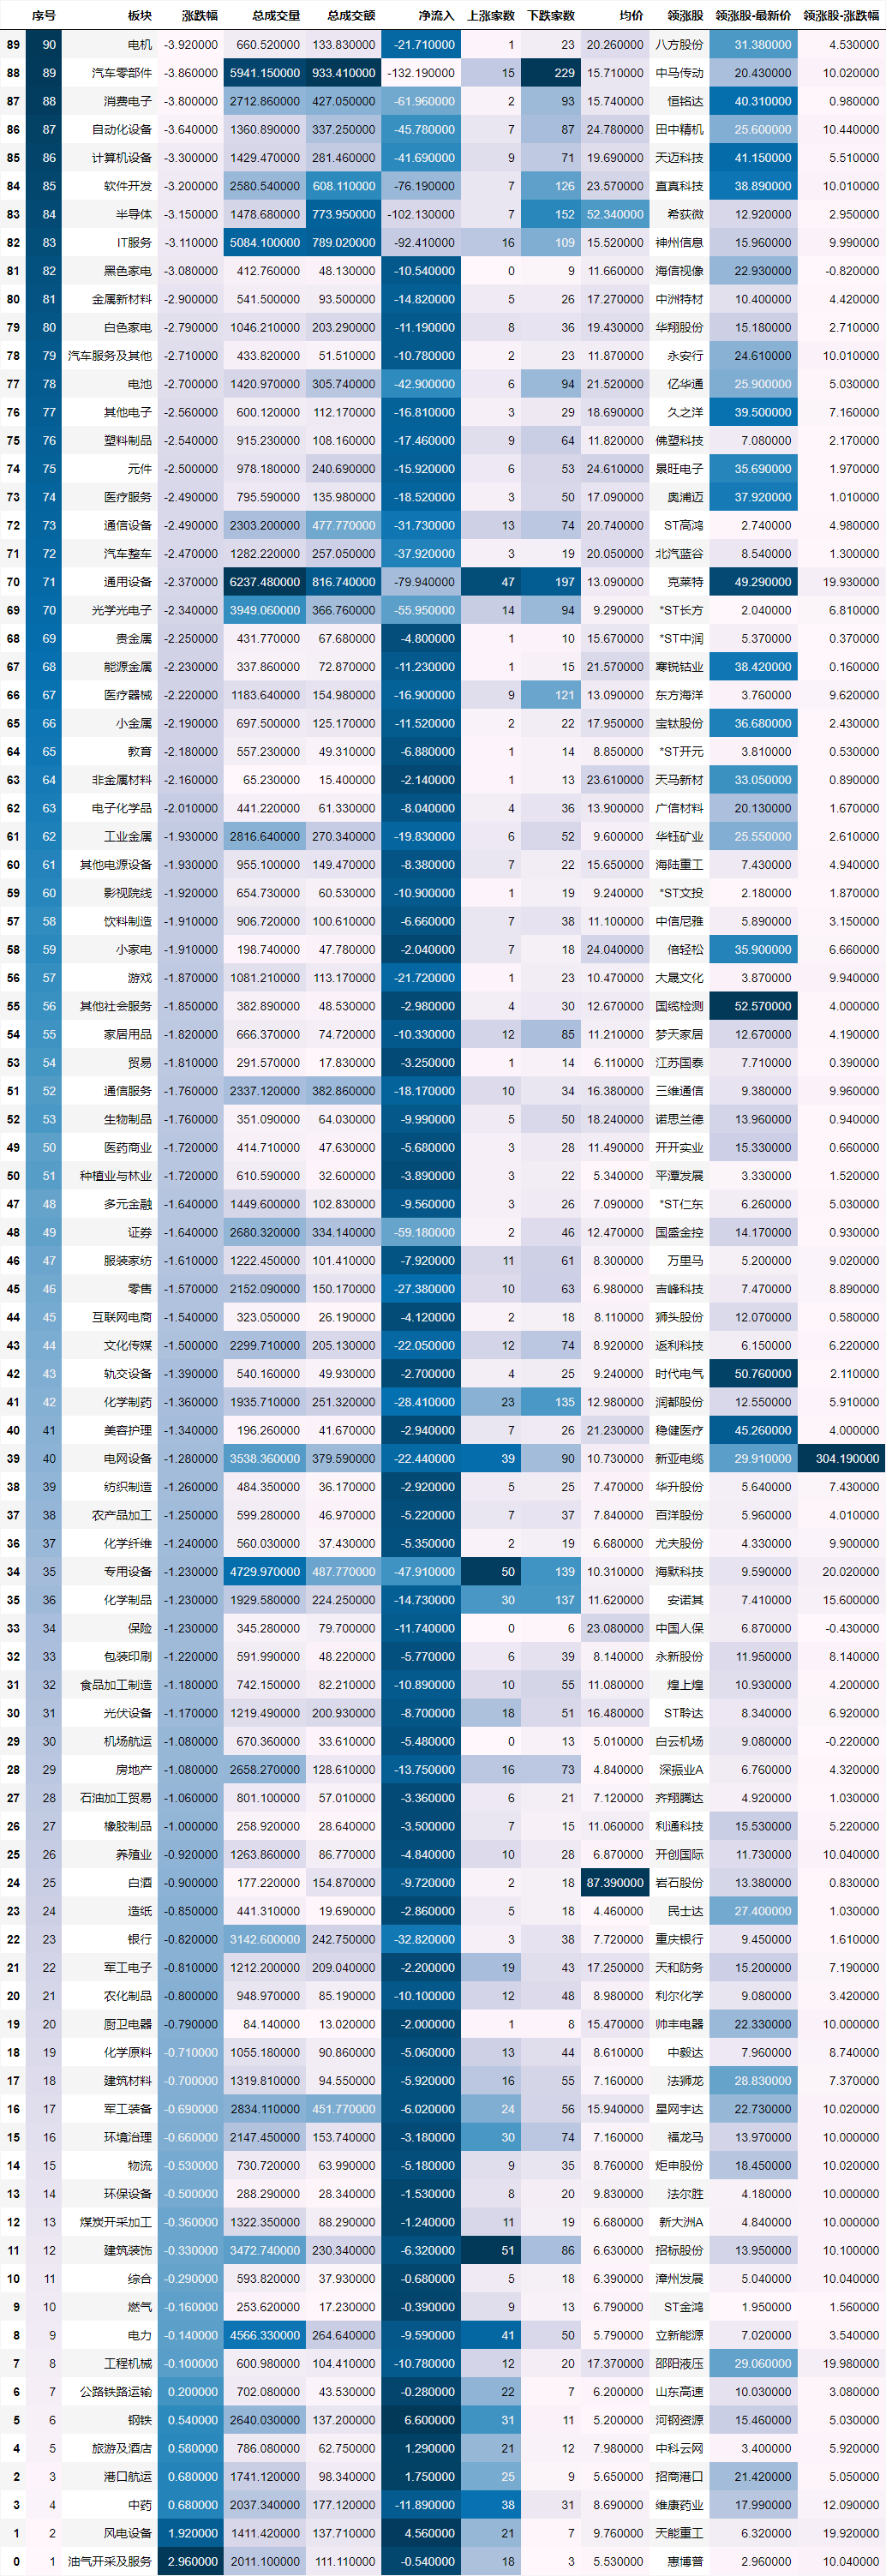 序号 板块 涨跌幅 总成交量 总成交额 净流入 上涨家数 下跌家数 均价 领涨股 领涨股-最新价 领涨股-涨跌幅
89 90 电机 -3.920000 660.520000 133.830000 -21.710000 1 23 20.260000 八方股份 31.380000 4.530000
88 89 汽车零部件 -3.860000 5941.150000 933.410000 -132.190000 15 229 15.710000 中马传动 20.430000 10.020000
87 88 消费电子 -3.800000 2712.860000 427.050000 -61.960000 2 93 15.740000 恒铭达 40.310000 0.980000
86 87 自动化设备 -3.640000 1360.890000 337.250000 -45.780000 7 87 24.780000 田中精机 25.600000 10.440000
85 86 计算机设备 -3.300000 1429.470000 281.460000 -41.690000 9 71 19.690000 天迈科技 41.150000 5.510000
84 85 软件开发 -3.200000 2580.540000 608.110000 -76.190000 7 126 23.570000 直真科技 38.890000 10.010000
83 84 半导体 -3.150000 1478.680000 773.950000 -102.130000 7 152 52.340000 希荻微 12.920000 2.950000
82 83 IT服务 -3.110000 5084.100000 789.020000 -92.410000 16 109 15.520000 神州信息 15.960000 9.990000
81 82 黑色家电 -3.080000 412.760000 48.130000 -10.540000 0 9 11.660000 海信视像 22.930000 -0.820000
80 81 金属新材料 -2.900000 541.500000 93.500000 -14.820000 5 26 17.270000 中洲特材 10.400000 4.420000
79 80 白色家电 -2.790000 1046.210000 203.290000 -11.190000 8 36 19.430000 华翔股份 15.180000 2.710000
78 79 汽车服务及其他 -2.710000 433.820000 51.510000 -10.780000 2 23 11.870000 永安行 24.610000 10.010000
77 78 电池 -2.700000 1420.970000 305.740000 -42.900000 6 94 21.520000 亿华通 25.900000 5.030000
76 77 其他电子 -2.560000 600.120000 112.170000 -16.810000 3 29 18.690000 久之洋 39.500000 7.160000
75 76 塑料制品 -2.540000 915.230000 108.160000 -17.460000 9 64 11.820000 佛塑科技 7.080000 2.170000
74 75 元件 -2.500000 978.180000 240.690000 -15.920000 6 53 24.610000 景旺电子 35.690000 1.970000
73 74 医疗服务 -2.490000 795.590000 135.980000 -18.520000 3 50 17.090000 奥浦迈 37.920000 1.010000
72 73 通信设备 -2.490000 2303.200000 477.770000 -31.730000 13 74 20.740000 ST高鸿 2.740000 4.980000
71 72 汽车整车 -2.470000 1282.220000 257.050000 -37.920000 3 19 20.050000 北汽蓝谷 8.540000 1.300000
70 71 通用设备 -2.370000 6237.480000 816.740000 -79.940000 47 197 13.090000 克莱特 49.290000 19.930000
69 70 光学光电子 -2.340000 3949.060000 366.760000 -55.950000 14 94 9.290000 *ST长方 2.040000 6.810000
68 69 贵金属 -2.250000 431.770000 67.680000 -4.800000 1 10 15.670000 *ST中润 5.370000 0.370000
67 68 能源金属 -2.230000 337.860000 72.870000 -11.230000 1 15 21.570000 寒锐钴业 38.420000 0.160000
66 67 医疗器械 -2.220000 1183.640000 154.980000 -16.900000 9 121 13.090000 东方海洋 3.760000 9.620000
65 66 小金属 -2.190000 697.500000 125.170000 -11.520000 2 22 17.950000 宝钛股份 36.680000 2.430000
64 65 教育 -2.180000 557.230000 49.310000 -6.880000 1 14 8.850000 *ST开元 3.810000 0.530000
63 64 非金属材料 -2.160000 65.230000 15.400000 -2.140000 1 13 23.610000 天马新材 33.050000 0.890000
62 63 电子化学品 -2.010000 441.220000 61.330000 -8.040000 4 36 13.900000 广信材料 20.130000 1.670000
61 62 工业金属 -1.930000 2816.640000 270.340000 -19.830000 6 52 9.600000 华钰矿业 25.550000 2.610000
60 61 其他电源设备 -1.930000 955.100000 149.470000 -8.380000 7 22 15.650000 海陆重工 7.430000 4.940000
59 60 影视院线 -1.920000 654.730000 60.530000 -10.900000 1 19 9.240000 *ST文投 2.180000 1.870000
57 58 饮料制造 -1.910000 906.720000 100.610000 -6.660000 7 38 11.100000 中信尼雅 5.890000 3.150000
58 59 小家电 -1.910000 198.740000 47.780000 -2.040000 7 18 24.040000 倍轻松 35.900000 6.660000
56 57 游戏 -1.870000 1081.210000 113.170000 -21.720000 1 23 10.470000 大晟文化 3.870000 9.940000
55 56 其他社会服务 -1.850000 382.890000 48.530000 -2.980000 4 30 12.670000 国缆检测 52.570000 4.000000
54 55 家居用品 -1.820000 666.370000 74.720000 -10.330000 12 85 11.210000 梦天家居 12.670000 4.190000
53 54 贸易 -1.810000 291.570000 17.830000 -3.250000 1 14 6.110000 江苏国泰 7.710000 0.390000
51 52 通信服务 -1.760000 2337.120000 382.860000 -18.170000 10 34 16.380000 三维通信 9.380000 9.960000
52 53 生物制品 -1.760000 351.090000 64.030000 -9.990000 5 50 18.240000 诺思兰德 13.960000 0.940000
49 50 医药商业 -1.720000 414.710000 47.630000 -5.680000 3 28 11.490000 开开实业 15.330000 0.660000
50 51 种植业与林业 -1.720000 610.590000 32.600000 -3.890000 3 22 5.340000 平潭发展 3.330000 1.520000
47 48 多元金融 -1.640000 1449.600000 102.830000 -9.560000 3 26 7.090000 *ST仁东 6.260000 5.030000
48 49 证券 -1.640000 2680.320000 334.140000 -59.180000 2 46 12.470000 国盛金控 14.170000 0.930000
46 47 服装家纺 -1.610000 1222.450000 101.410000 -7.920000 11 61 8.300000 万里马 5.200000 9.020000
45 46 零售 -1.570000 2152.090000 150.170000 -27.380000 10 63 6.980000 吉峰科技 7.470000 8.890000
44 45 互联网电商 -1.540000 323.050000 26.190000 -4.120000 2 18 8.110000 狮头股份 12.070000 0.580000
43 44 文化传媒 -1.500000 2299.710000 205.130000 -22.050000 12 74 8.920000 返利科技 6.150000 6.220000
42 43 轨交设备 -1.390000 540.160000 49.930000 -2.700000 4 25 9.240000 时代电气 50.760000 2.110000
41 42 化学制药 -1.360000 1935.710000 251.320000 -28.410000 23 135 12.980000 润都股份 12.550000 5.910000
40 41 美容护理 -1.340000 196.260000 41.670000 -2.940000 7 26 21.230000 稳健医疗 45.260000 4.000000
39 40 电网设备 -1.280000 3538.360000 379.590000 -22.440000 39 90 10.730000 新亚电缆 29.910000 304.190000
38 39 纺织制造 -1.260000 484.350000 36.170000 -2.920000 5 25 7.470000 华升股份 5.640000 7.430000
37 38 农产品加工 -1.250000 599.280000 46.970000 -5.220000 7 37 7.840000 百洋股份 5.960000 4.010000
36 37 化学纤维 -1.240000 560.030000 37.430000 -5.350000 2 19 6.680000 尤夫股份 4.330000 9.900000
34 35 专用设备 -1.230000 4729.970000 487.770000 -47.910000 50 139 10.310000 海默科技 9.590000 20.020000
35 36 化学制品 -1.230000 1929.580000 224.250000 -14.730000 30 137 11.620000 安诺其 7.410000 15.600000
33 34 保险 -1.230000 345.280000 79.700000 -11.740000 0 6 23.080000 中国人保 6.870000 -0.430000
32 33 包装印刷 -1.220000 591.990000 48.220000 -5.770000 6 39 8.140000 永新股份 11.950000 8.140000
31 32 食品加工制造 -1.180000 742.150000 82.210000 -10.890000 10 55 11.080000 煌上煌 10.930000 4.200000
30 31 光伏设备 -1.170000 1219.490000 200.930000 -8.700000 18 51 16.480000 ST聆达 8.340000 6.920000
29 30 机场航运 -1.080000 670.360000 33.610000 -5.480000 0 13 5.010000 白云机场 9.080000 -0.220000
28 29 房地产 -1.080000 2658.270000 128.610000 -13.750000 16 73 4.840000 深振业A 6.760000 4.320000
27 28 石油加工贸易 -1.060000 801.100000 57.010000 -3.360000 6 21 7.120000 齐翔腾达 4.920000 1.030000
26 27 橡胶制品 -1.000000 258.920000 28.640000 -3.500000 7 15 11.060000 利通科技 15.530000 5.220000
25 26 养殖业 -0.920000 1263.860000 86.770000 -4.840000 10 28 6.870000 开创国际 11.730000 10.040000
24 25 白酒 -0.900000 177.220000 154.870000 -9.720000 2 18 87.390000 岩石股份 13.380000 0.830000
23 24 造纸 -0.850000 441.310000 19.690000 -2.860000 5 18 4.460000 民士达 27.400000 1.030000
22 23 银行 -0.820000 3142.600000 242.750000 -32.820000 3 38 7.720000 重庆银行 9.450000 1.610000
21 22 军工电子 -0.810000 1212.200000 209.040000 -2.200000 19 43 17.250000 天和防务 15.200000 7.190000
20 21 农化制品 -0.800000 948.970000 85.190000 -10.100000 12 48 8.980000 利尔化学 9.080000 3.420000
19 20 厨卫电器 -0.790000 84.140000 13.020000 -2.000000 1 8 15.470000 帅丰电器 22.330000 10.000000
18 19 化学原料 -0.710000 1055.180000 90.860000 -5.060000 13 44 8.610000 中毅达 7.960000 8.740000
17 18 建筑材料 -0.700000 1319.810000 94.550000 -5.920000 16 55 7.160000 法狮龙 28.830000 7.370000
16 17 军工装备 -0.690000 2834.110000 451.770000 -6.020000 24 56 15.940000 星网宇达 22.730000 10.020000
15 16 环境治理 -0.660000 2147.450000 153.740000 -3.180000 30 74 7.160000 福龙马 13.970000 10.000000
14 15 物流 -0.530000 730.720000 63.990000 -5.180000 9 35 8.760000 炬申股份 18.450000 10.020000
13 14 环保设备 -0.500000 288.290000 28.340000 -1.530000 8 20 9.830000 法尔胜 4.180000 10.000000
12 13 煤炭开采加工 -0.360000 1322.350000 88.290000 -1.240000 11 19 6.680000 新大洲A 4.840000 10.000000
11 12 建筑装饰 -0.330000 3472.740000 230.340000 -6.320000 51 86 6.630000 招标股份 13.950000 10.100000
10 11 综合 -0.290000 593.820000 37.930000 -0.680000 5 18 6.390000 漳州发展 5.040000 10.040000
9 10 燃气 -0.160000 253.620000 17.230000 -0.390000 9 13 6.790000 ST金鸿 1.950000 1.560000
8 9 电力 -0.140000 4566.330000 264.640000 -9.590000 41 50 5.790000 立新能源 7.020000 3.540000
7 8 工程机械 -0.100000 600.980000 104.410000 -10.780000 12 20 17.370000 邵阳液压 29.060000 19.980000
6 7 公路铁路运输 0.200000 702.080000 43.530000 -0.280000 22 7 6.200000 山东高速 10.030000 3.080000
5 6 钢铁 0.540000 2640.030000 137.200000 6.600000 31 11 5.200000 河钢资源 15.460000 5.030000
4 5 旅游及酒店 0.580000 786.080000 62.750000 1.290000 21 12 7.980000 中科云网 3.400000 5.920000
2 3 港口航运 0.680000 1741.120000 98.340000 1.750000 25 9 5.650000 招商港口 21.420000 5.050000
3 4 中药 0.680000 2037.340000 177.120000 -11.890000 38 31 8.690000 维康药业 17.990000 12.090000
1 2 风电设备 1.920000 1411.420000 137.710000 4.560000 21 7 9.760000 天能重工 6.320000 19.920000
0 1 油气开采及服务 2.960000 2011.100000 111.110000 -0.540000 18 3 5.530000 惠博普 2.960000 10.040000